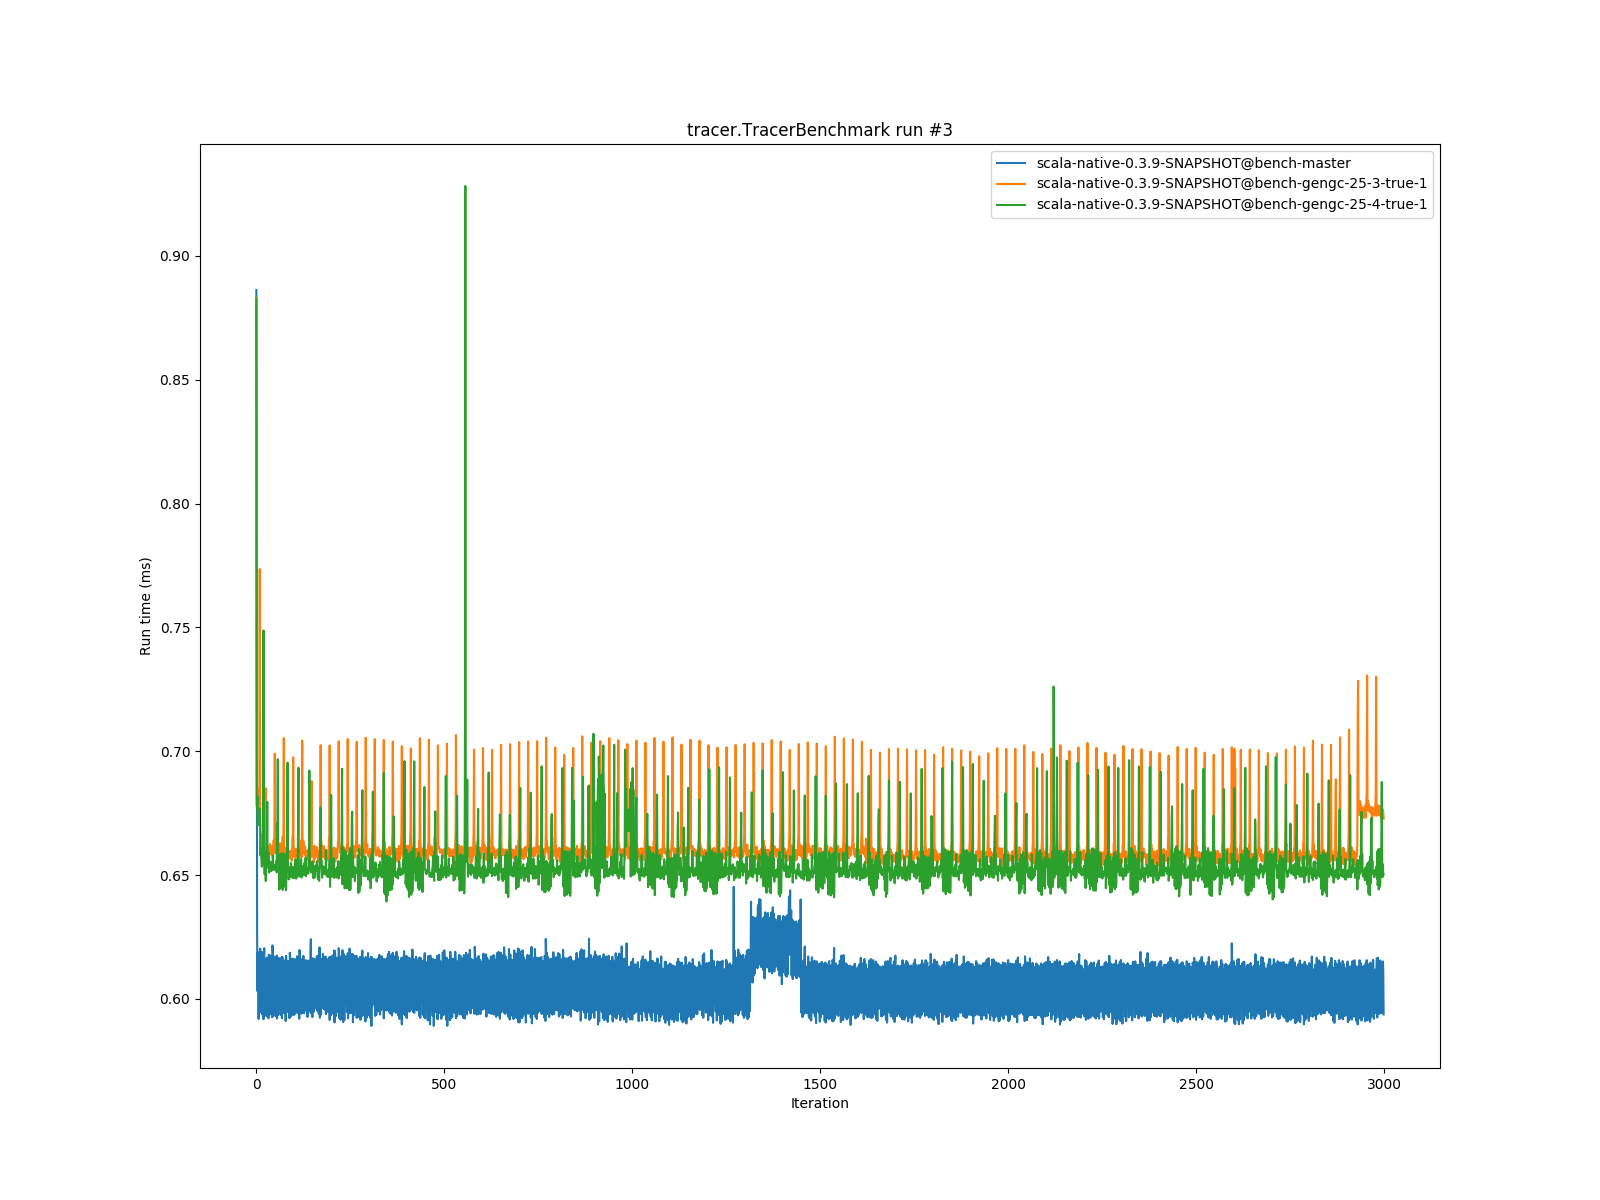 tracer.TracerBenchmark run #3
scala-native-0.3.9-SNAPSHOT@bench-master
scala-native-0.3.9-SNAPSHOT@bench-gengc-25-3-true-1
scala-native-0.3.9-SNAPSHOT@bench-gengc-25-4-true-1
Run time (ms)
0.90
0.85
0.80
0.75
0.70
0.65
0.60
0 500 1000 1500 2000 2500 3000
Iteration